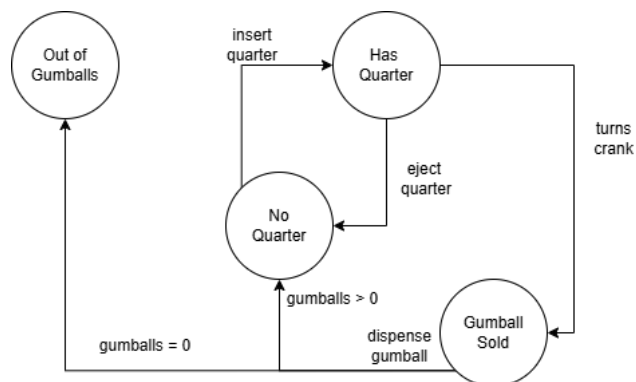 Out of
Gumballs
insert
quarter
Has
Quarter
turns
crank
eject
quarter
No
Quarter
gumballs > 0
Gumball
Sold
dispense
gumball
gumballs = 0